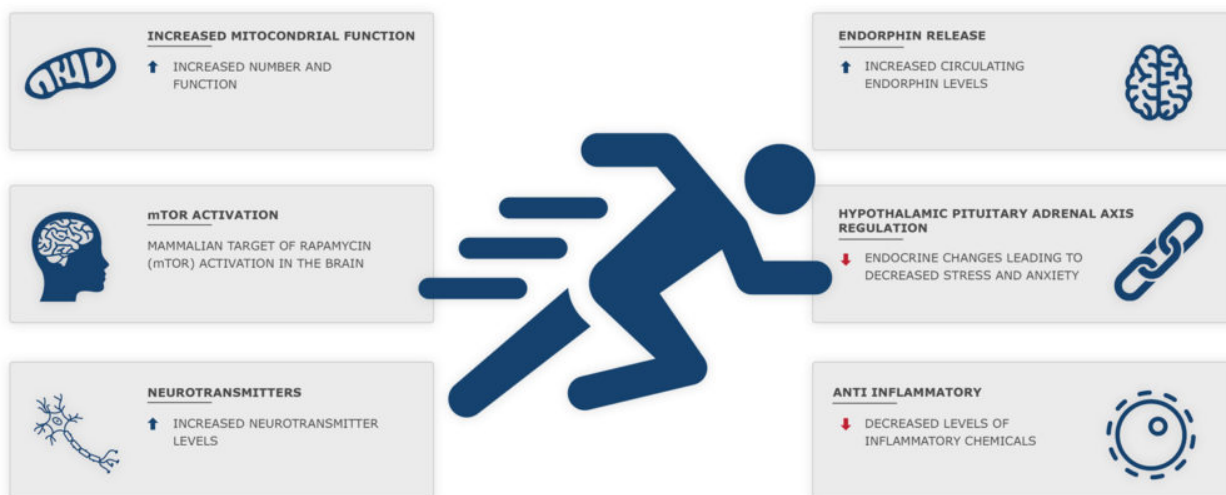 INCREASED MITOCONDRIAL FUNCTION
INCREASED NUMBER AND
FUNCTION
mTOR ACTIVATION
MAMMALIAN TARGET OF RAPAMYCIN
(mTOR) ACTIVATION IN THE BRAIN
NEUROTRANSMITTERS
INCREASED NEUROTRANSMITTER
LEVELS
ENDORPHIN RELEASE
INCREASED CIRCULATING
ENDORPHIN LEVELS
HYPOTHALAMIC PITUITARY ADRENAL AXIS
REGULATION
ENDOCRINE CHANGES LEADING TO
DECREASED STRESS AND ANXIETY
ANTI INFLAMMATORY
DECREASED LEVELS OF
INFLAMMATORY CHEMICALS